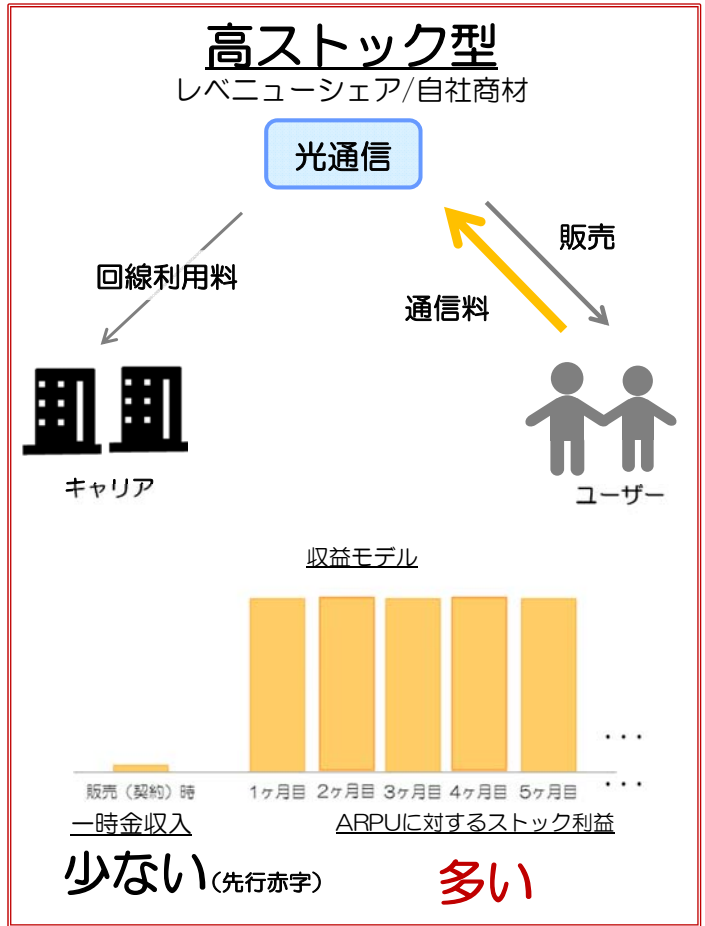 高ストック型
レベニューシェア/自社商材
光通信
販売
回線利用料
通信料
キャリア
ユーザー
収益モデル
・・・
販売（契約）時 1ヶ月目 2ヶ月目 3ヶ月目 4ヶ月目 5ヶ月目 ・・・
一時金収入 ARPUに対するストック利益
少ない(先行赤字) 多い